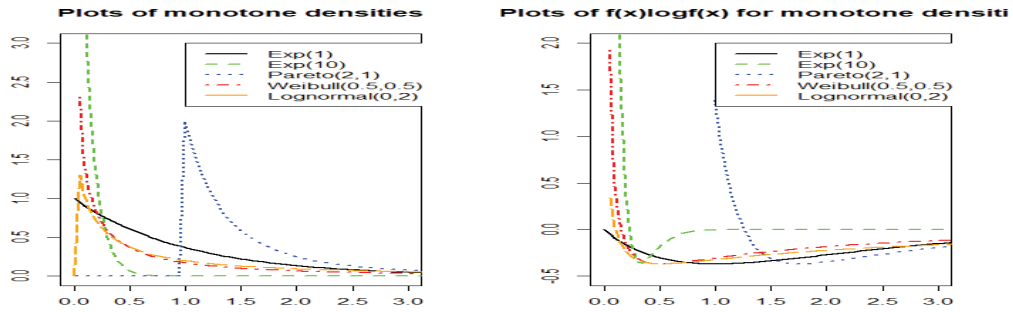 Plots of monotone densities
3.0
2.5
2.0
1.5
1.0
0.5
0.0
Exp(1)
Exp(10)
Pareto(2,1)
Weibull(0.5,0.5)
Lognormal(0,2)
0.0 0.5 1.0 1.5 2.0 2.5 3.0
Plots of f(x)logf(x) for monotone densiti
2.0
1.5
1.0
0.5
0.0
-0.5
Exp(1)
Exp(10)
Pareto(2,1)
Weibull(0.5,0.5)
Lognormal(0,2)
0.0 0.5 1.0 1.5 2.0 2.5 3.0